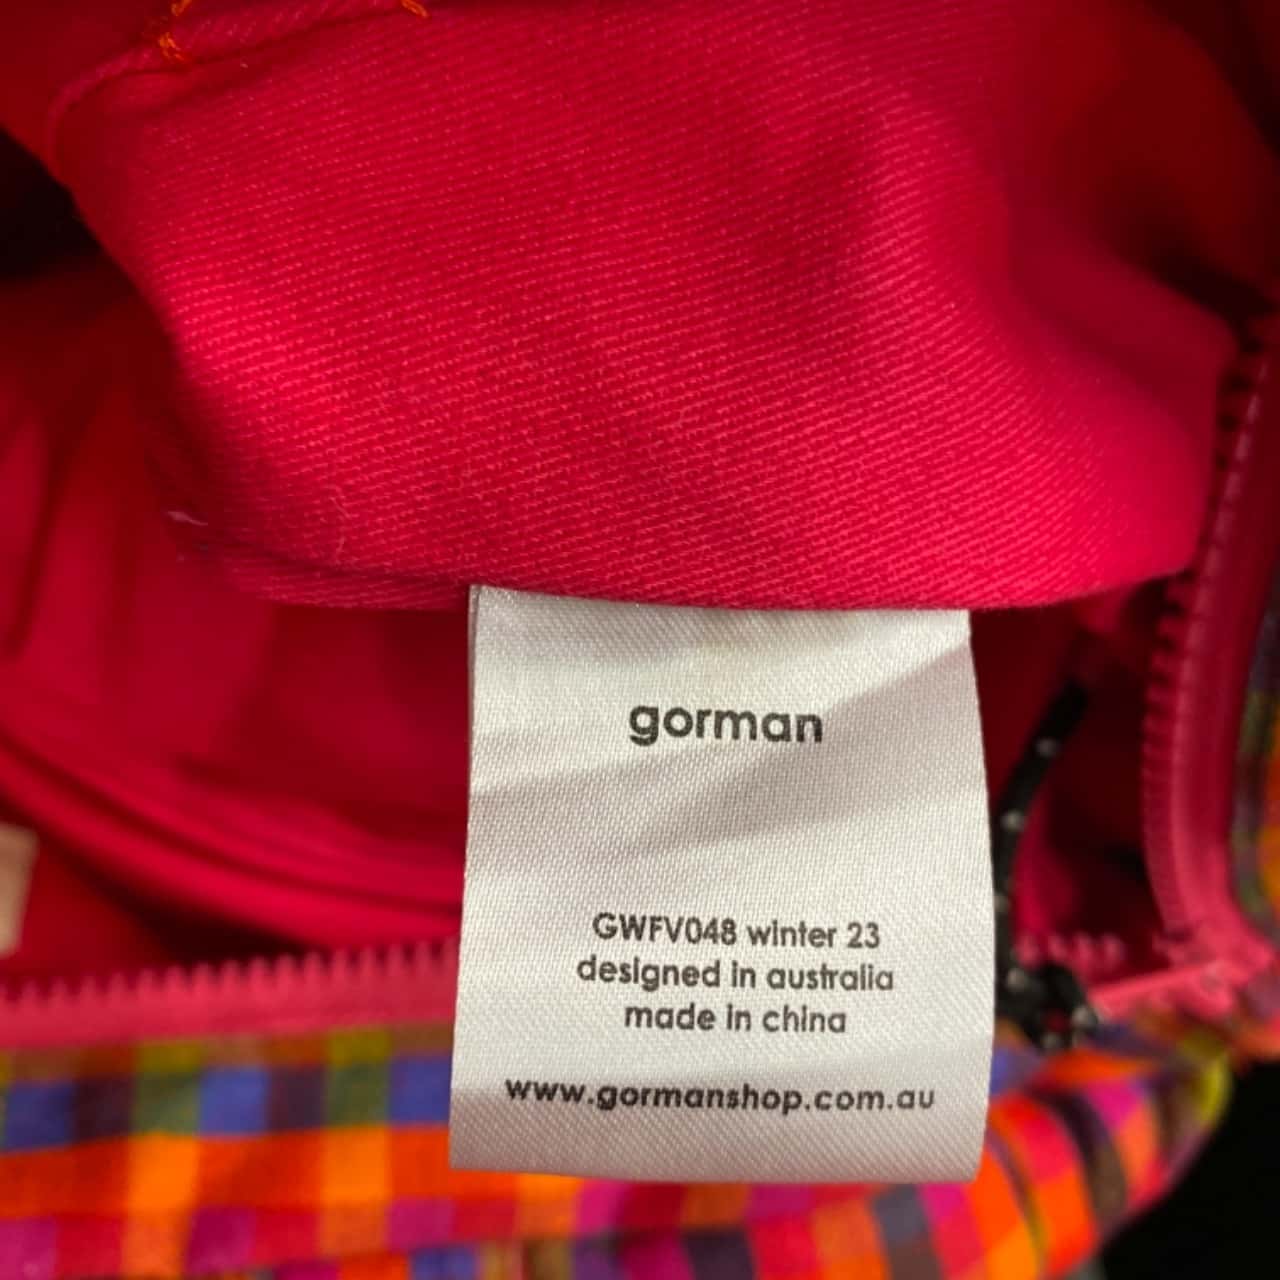 gorman
GWFV048 winter 23
designed in australia
made in china
www.gormanshop.com.au